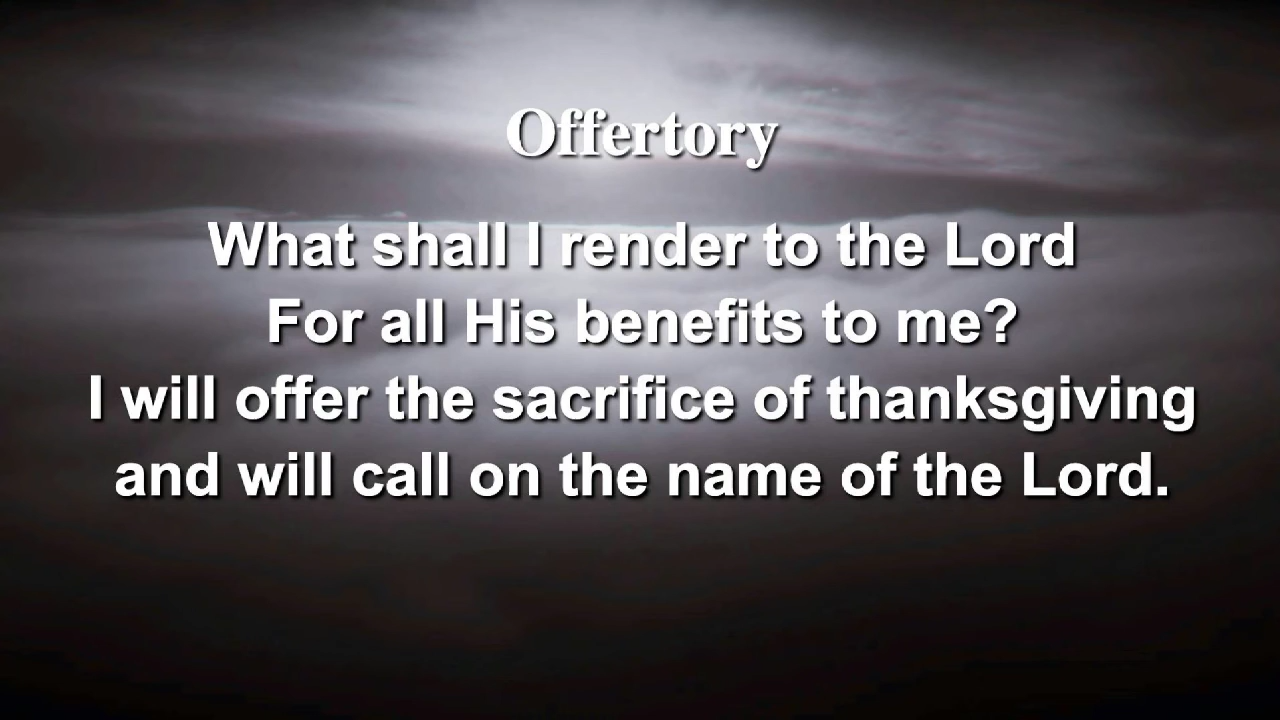 Offertory
What shall I render to the Lord
For all His benefits to me?
I will offer the sacrifice of thanksgiving
and will call on the name of the Lord.